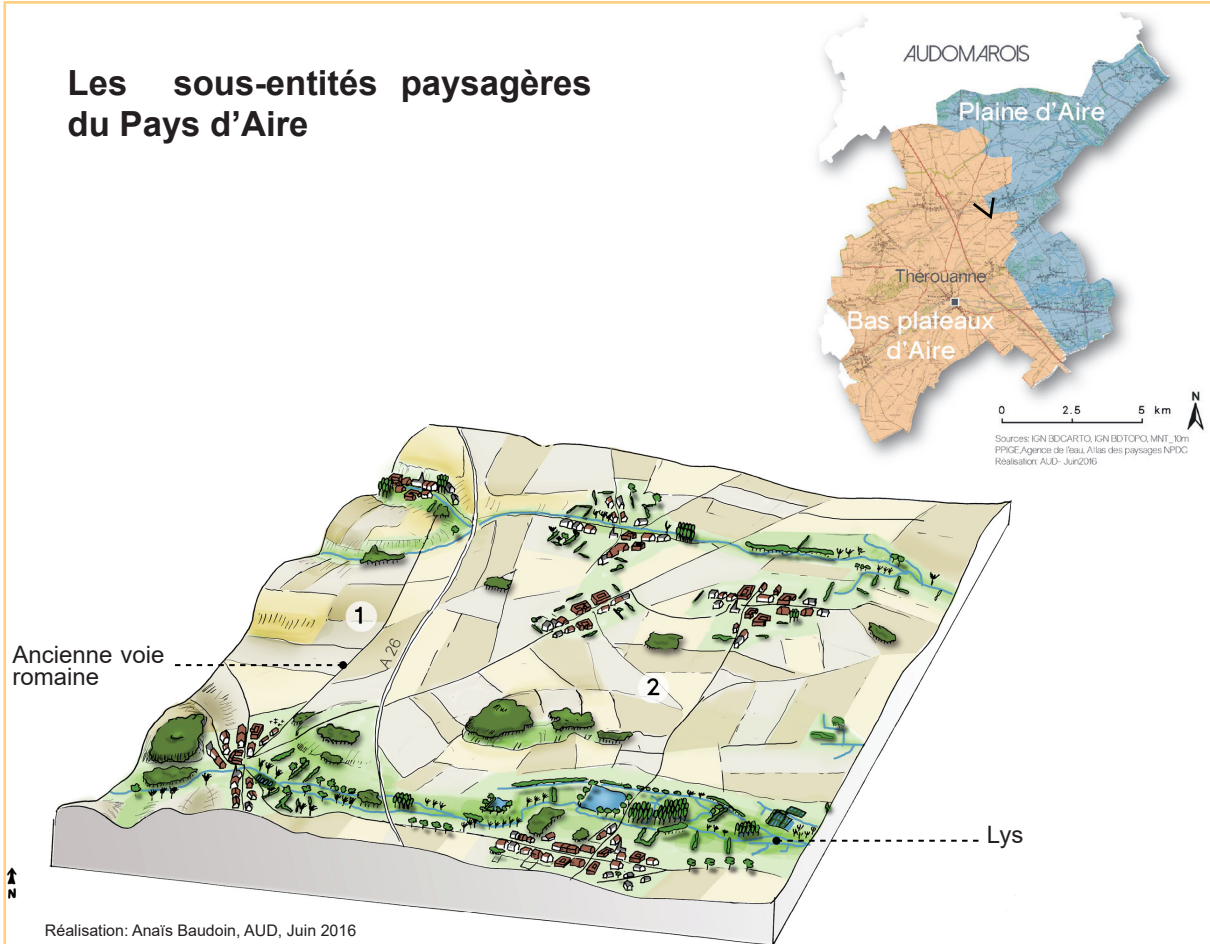 Les sous-entités paysagères
du Pays d'Aire
AUDOMAROIS
Plaine d'Aire
Thérouanne
Bas plateaux
d'Aire
0 2.5 5 km
N
Sources: IGN BDCARTO, IGN BDTOPO, MNT_10m
PPIGE,Agence de l'eau, Atlas des paysages NPDC
Réalisation: AUD- Juin2016
1
Ancienne voie
romaine
A 26
2
Lys
N
Réalisation: Anaïs Baudoin, AUD, Juin 2016